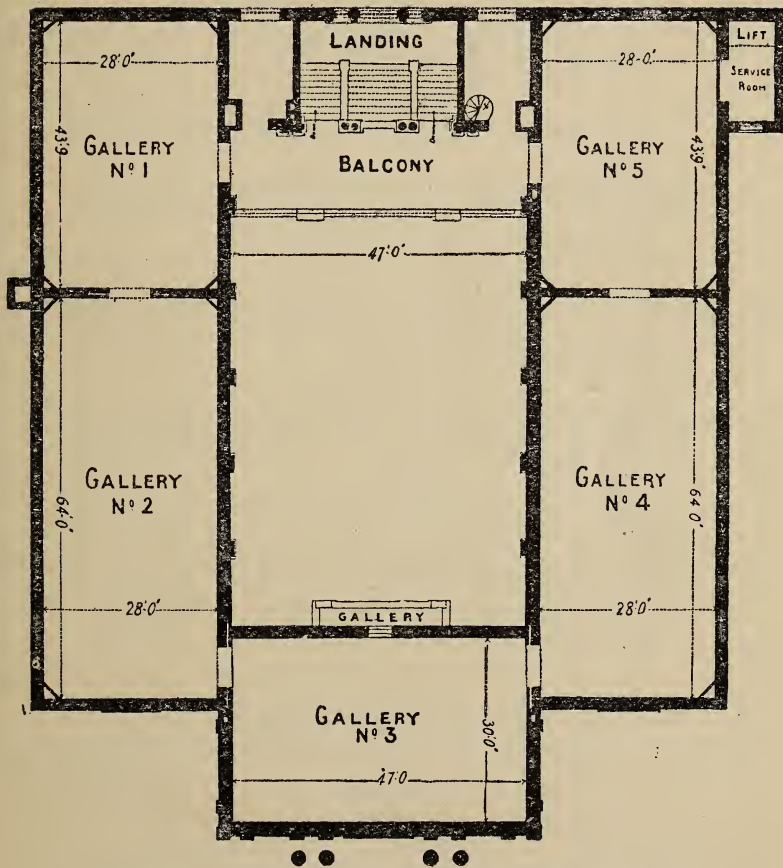 LANDING
LIFT
SERVICE
ROOM
28'·0"
28-0"
43'.9
GALLERY
Nº 1
BALCONY
GALLERY
Nº 5
43'.9"
47'·0"
GALLERY
Nº 2
64'·0"
GALLERY
Nº 4
64'0"
28'·0"
28'·0"
GALLERY
GALLERY
Nº 3
30'·0"
47'.0